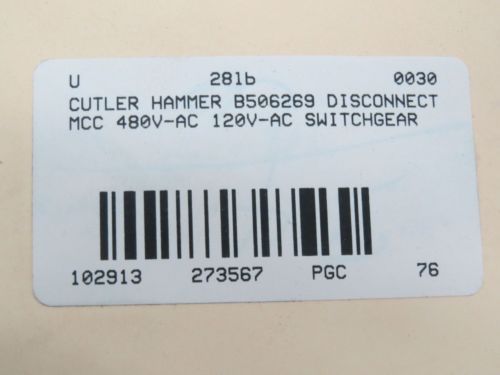 U 281b 0030
CUTLER HAMMER B506269 DISCONNECT
MCC 480V-AC 120V-AC SWITCHGEAR
102913 273567 PGC 76